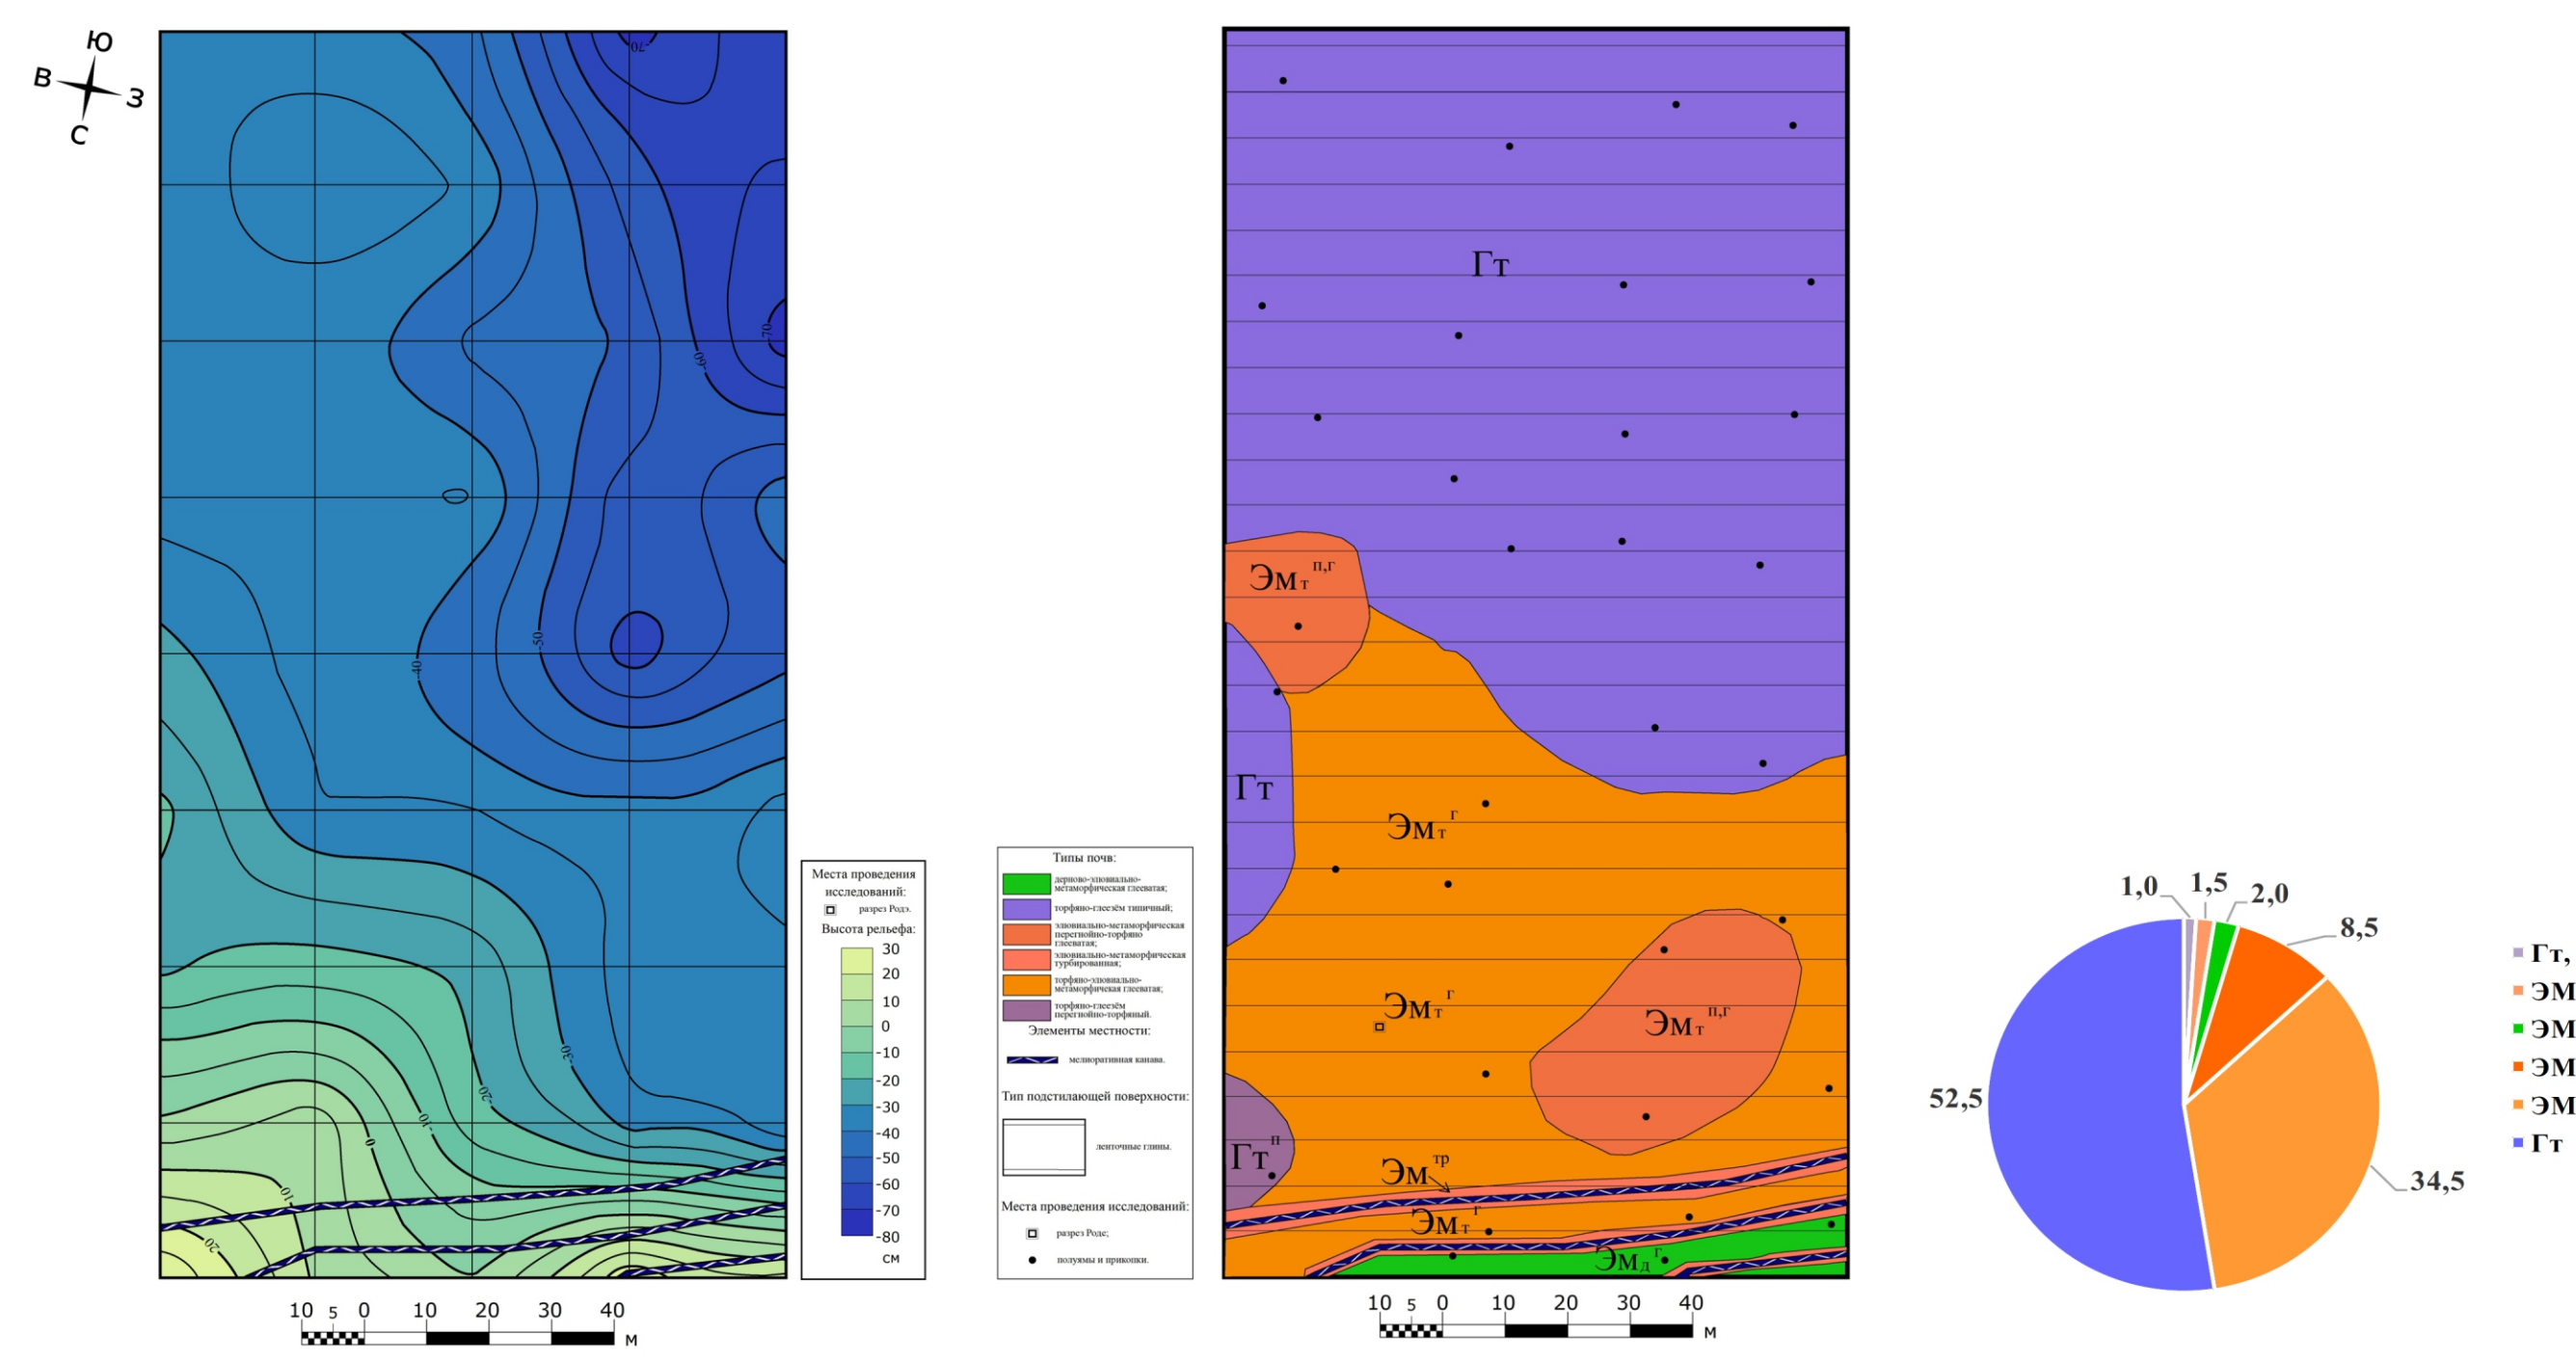 Ю
В
З
С
-70
-70
-60
-50
-40
-30
-20
-10
0
10
20
Места проведения
исследований:
разрез Родэ.
Высота рельефа:
30
20
10
0
-10
-20
-30
-40
-50
-60
-70
-80
см
10 5 0 10 20 30 40
м
Типы почв:
дерново-элювиально-
метаморфическая глееватая;
торфяно-глеезём типичный;
элювиально-метаморфическая
перегнойно-торфяно
глееватая;
элювиально-метаморфическая
турбированная;
торфяно-элювиально-
метаморфическая глееватая;
торфяно-глеезём
перегнойно-торфяный.
Элементы местности:
мелиоративная канава.
Тип подстилающей поверхности:
ленточные глины.
Места проведения исследований:
разрез Роде;
полуямы и прикопки.
Гт
Эмт п,г
Гт
Эмт г
Эмт г
Эмт п,г
Гт п
Эм тр
Эмт г
Эмд г
10 5 0 10 20 30 40
м
1,0
1,5
2,0
8,5
34,5
52,5
Гт,
ЭМ
ЭМ
ЭМ
ЭМ
Гт